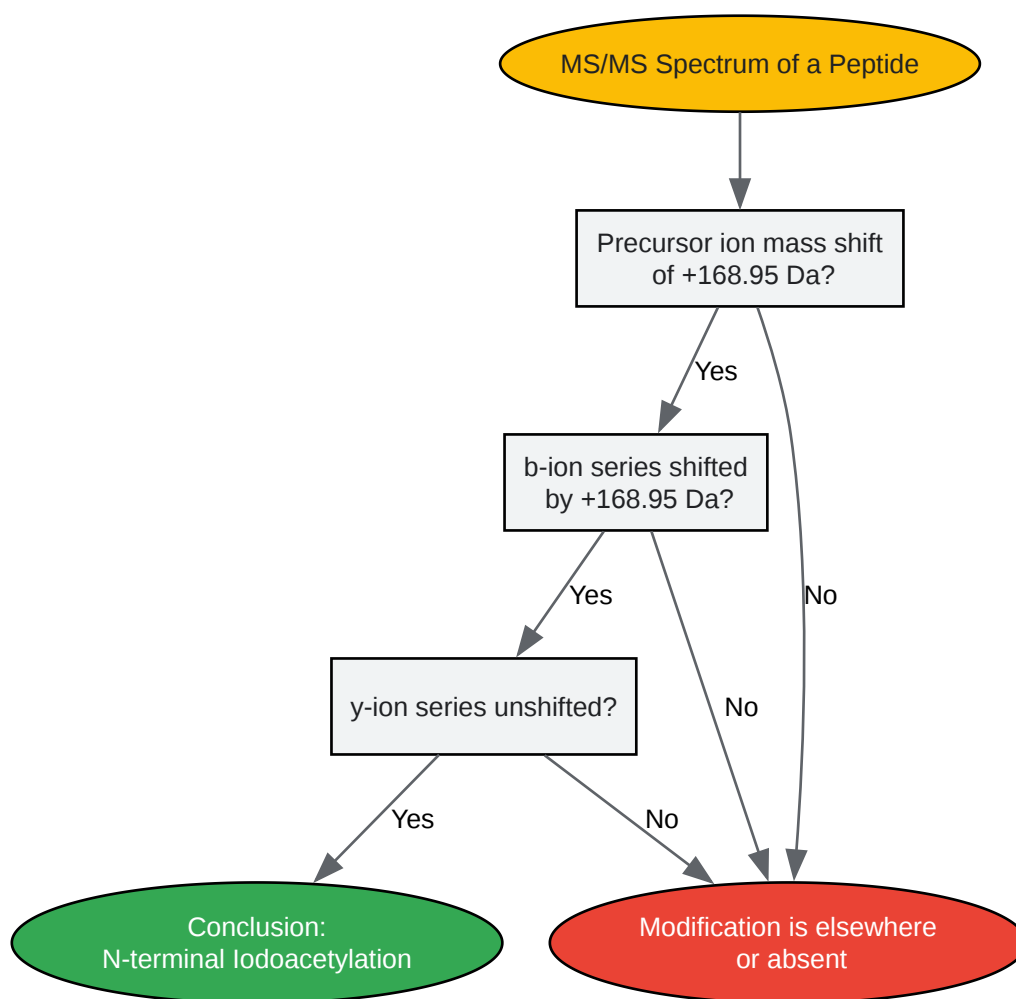 MS/MS Spectrum of a Peptide
Precursor ion mass shift
of +168.95 Da?
Yes
b-ion series shifted
by +168.95 Da?
Yes
No
y-ion series unshifted?
No
Yes
No
Conclusion:
N-terminal Iodoacetylation
Modification is elsewhere
or absent